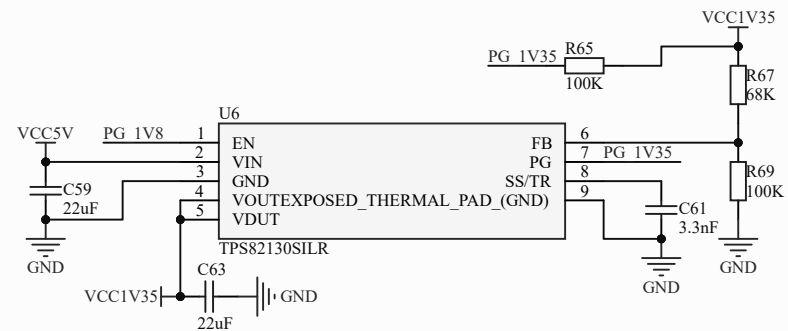 VCC1V35
PG_1V35
R65
100K
R67
68K
U6
VCC5V
PG_1V8
1
EN
2
VIN
3
GND
4
VOUTEXPOSED_THERMAL_PAD_(GND)
5
VDUT
FB
6
PG
7
PG_1V35
SS/TR
8
9
C59
22uF
GND
R69
100K
C61
3.3nF
TPS82130SILR
GND
GND
VCC1V35
C63
22uF
GND